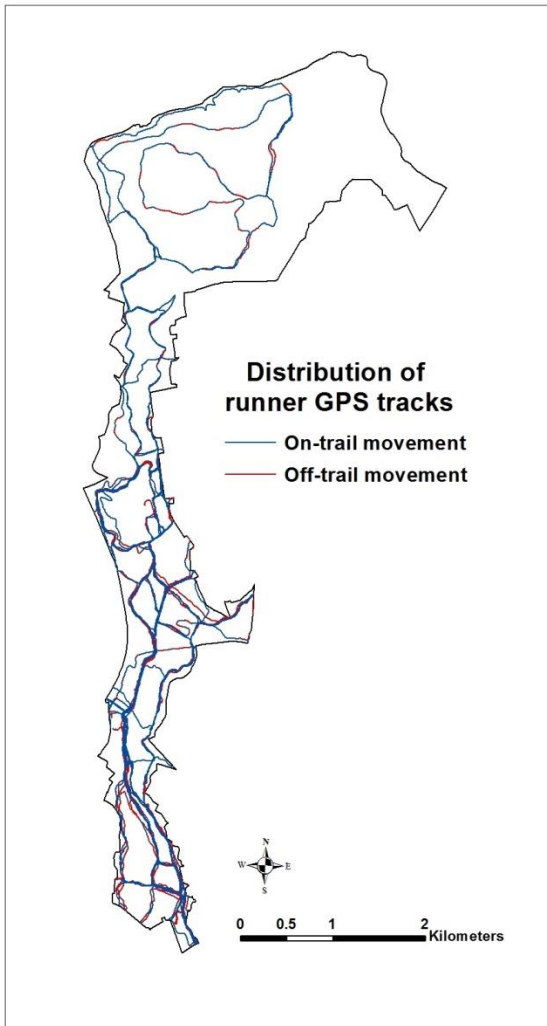 Distribution of
runner GPS tracks
On-trail movement
Off-trail movement
N
W E
S
0 0.5 1 2
Kilometers